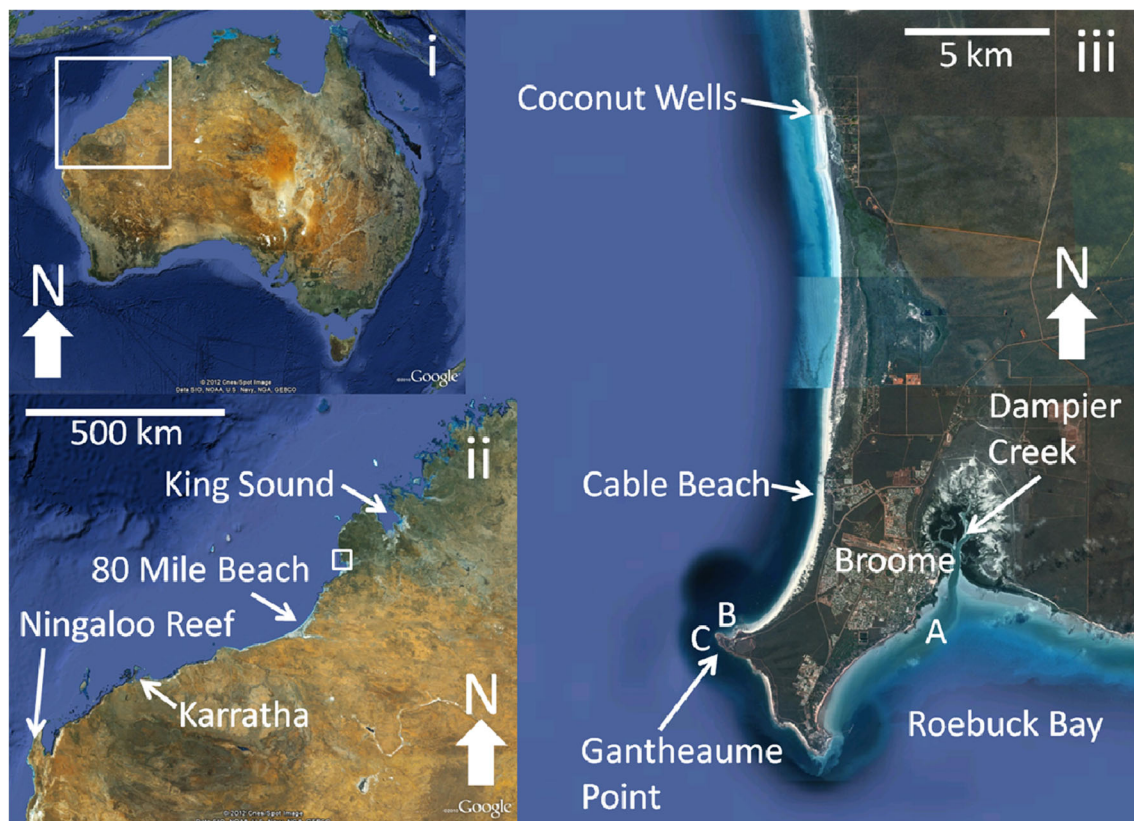 i
N
© 2012 Cnes/Spot Image
Data SIO, NOAA, U.S. Navy, NGA, GEBCO
©2010 Google
500 km
ii
King Sound
80 Mile Beach
Ningaloo Reef
Karratha
N
© 2012 Cnes/Spot Image
Google
5 km
iii
Coconut Wells
N
Dampier
Creek
Cable Beach
Broome
B
C
A
Gantheaume
Point
Roebuck Bay